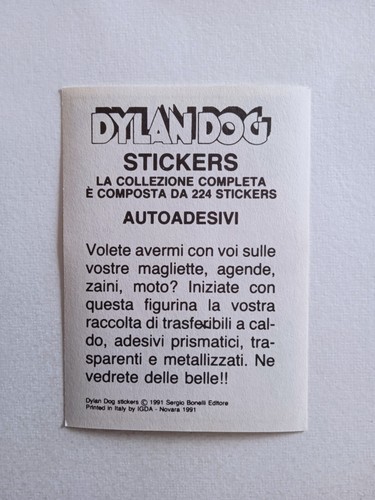 DYLAN DOG
STICKERS
LA COLLEZIONE COMPLETA
È COMPOSTA DA 224 STICKERS
AUTOADESIVI
Volete avermi con voi sulle
vostre magliette, agende,
zaini, moto? Iniziate con
questa figurina la vostra
raccolta di trasferibili a cal-
do, adesivi prismatici, tra-
sparenti e metallizzati. Ne
vedrete delle belle!!
Dylan Dog stickers © 1991 Sergio Bonelli Editore
Printed in Italy by IGDA - Novara 1991